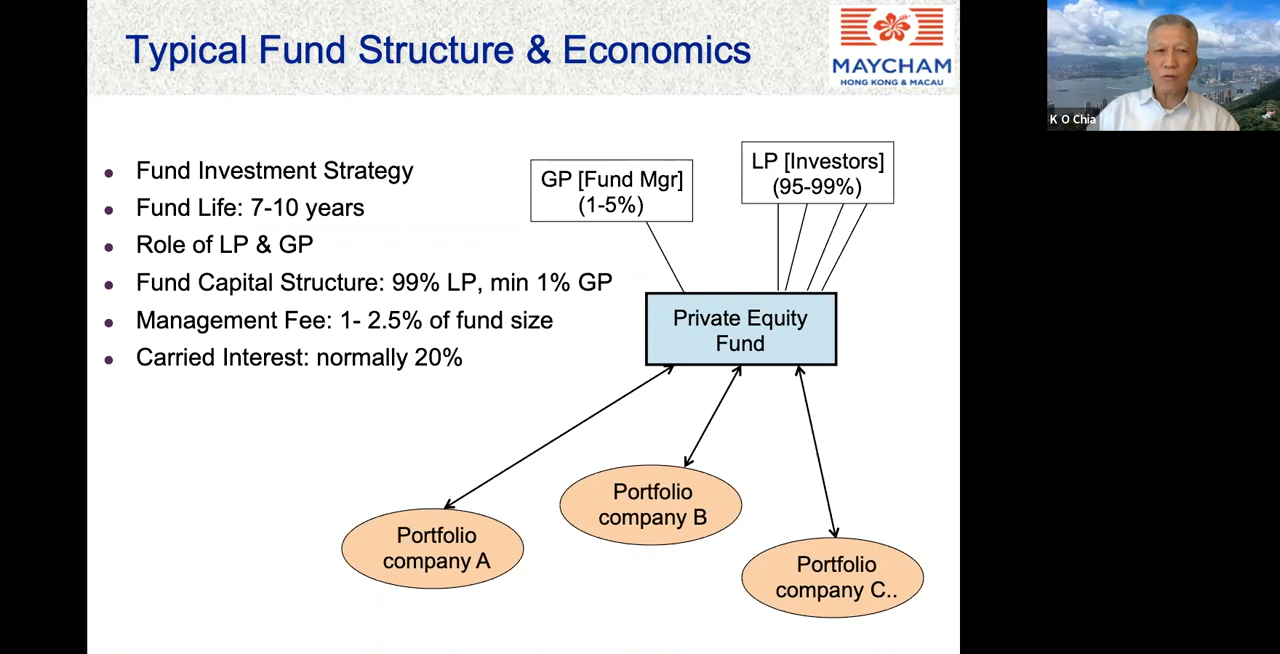 Typical Fund Structure & Economics
MAYCHAM
HONG KONG & MACAU
K O Chia
• Fund Investment Strategy
• Fund Life: 7-10 years
• Role of LP & GP
• Fund Capital Structure: 99% LP, min 1% GP
• Management Fee: 1- 2.5% of fund size
• Carried Interest: normally 20%
GP [Fund Mgr]
(1-5%)
LP [Investors]
(95-99%)
Private Equity
Fund
Portfolio
company A
Portfolio
company B
Portfolio
company C..